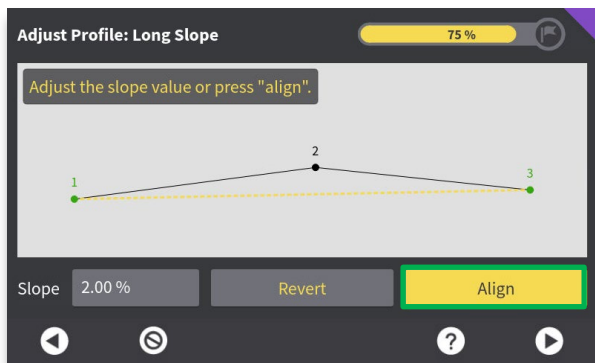 Adjust Profile: Long Slope
75 %
Adjust the slope value or press "align".
2
1
3
Slope 2.00 % Revert Align
?